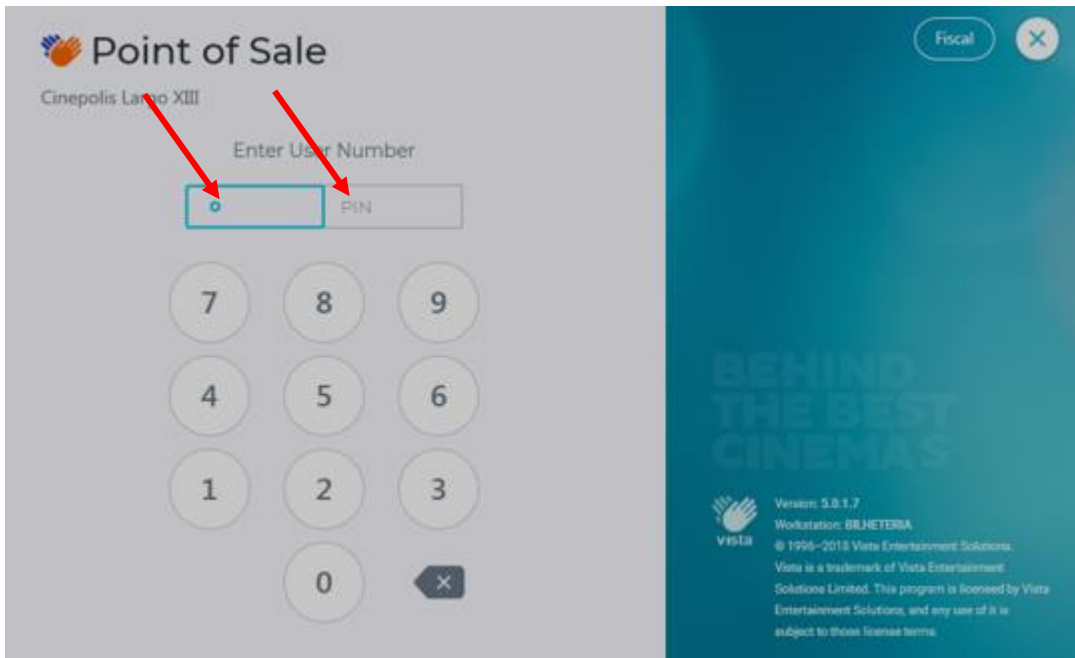 Point of Sale
Cinepolis Largo XIII
Enter User Number
PIN
7 8 9
4 5 6
1 2 3
0
Fiscal
BEHIND
THE BEST
CINEMAS
vista
Version: 5.0.1.7
Workstation: BILHETERIA
© 1996–2018 Vista Entertainment Solutions.
Vista is a trademark of Vista Entertainment
Solutions Limited. This program is licensed by Vista
Entertainment Solutions, and any use of it is
subject to those license terms.